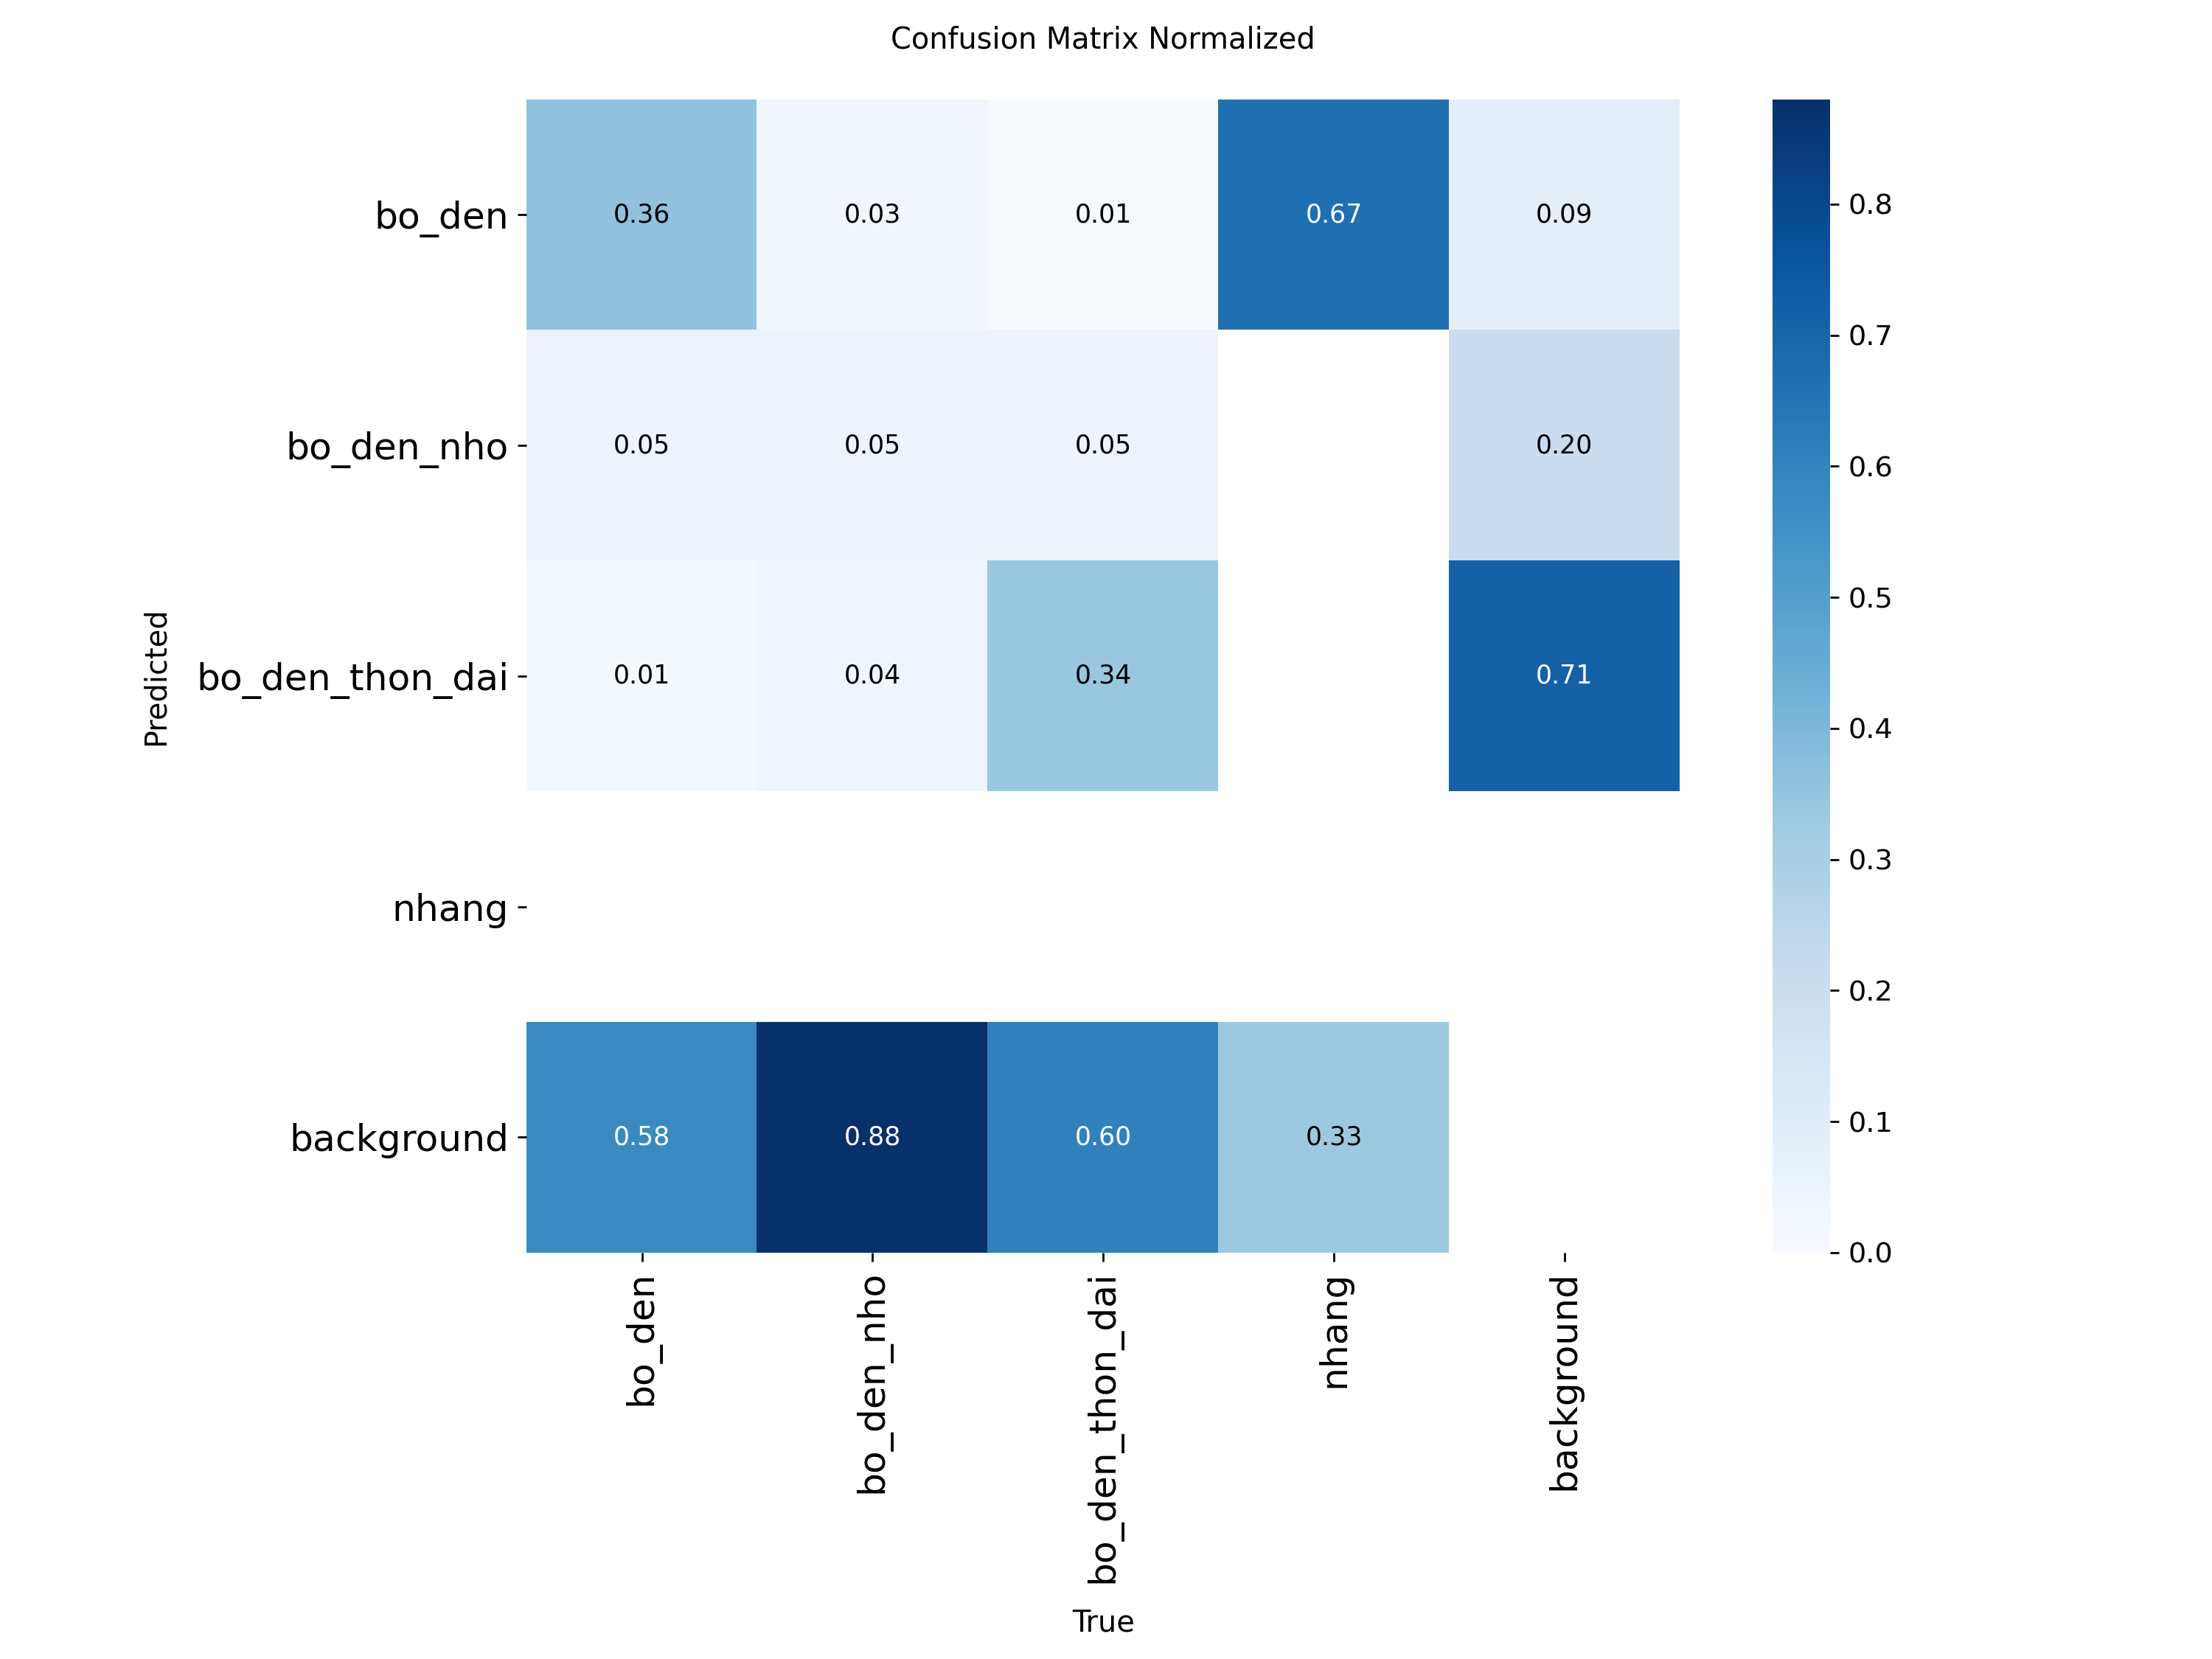 Confusion Matrix Normalized
bo_den
0.36
0.03
0.01
0.67
0.09
bo_den_nho
0.05
0.05
0.05
0.20
bo_den_thon_dai
0.01
0.04
0.34
0.71
nhang
background
0.58
0.88
0.60
0.33
Predicted
bo_den
bo_den_nho
bo_den_thon_dai
nhang
background
True
0.8
0.7
0.6
0.5
0.4
0.3
0.2
0.1
0.0